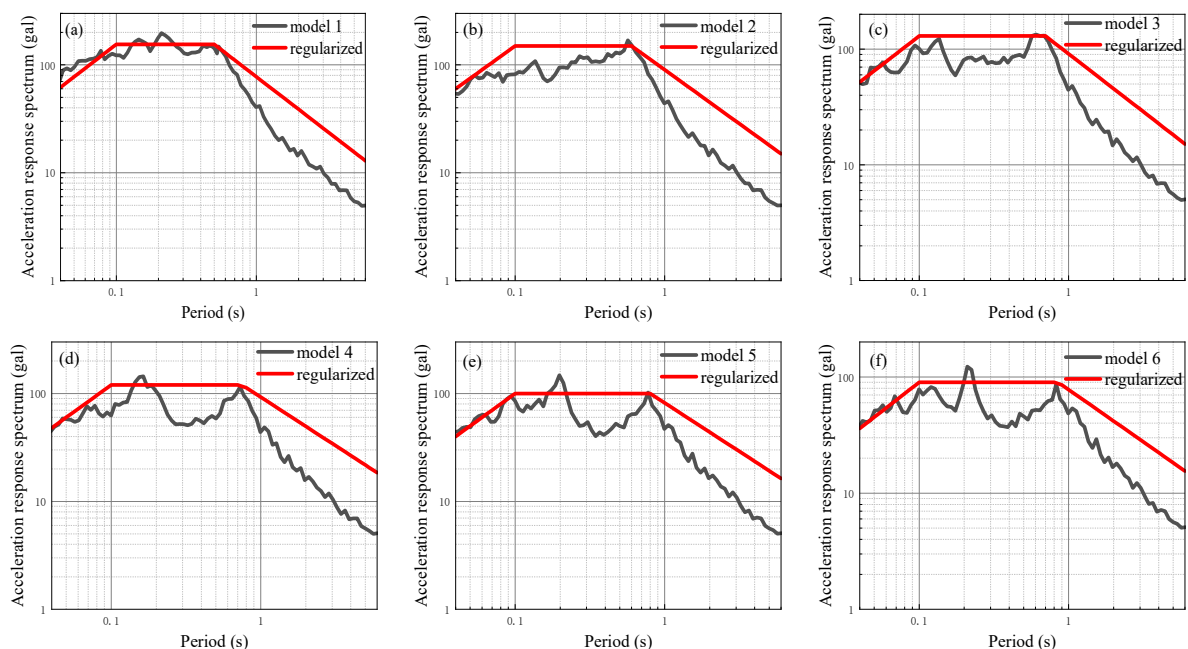 (a)
model 1
regularized
Acceleration response spectrum (gal)
100
10
1
0.1
1
Period (s)
(b)
model 2
regularized
Acceleration response spectrum (gal)
100
10
1
0.1
1
Period (s)
(c)
model 3
regularized
Acceleration response spectrum (gal)
100
10
1
0.1
1
Period (s)
(d)
model 4
regularized
Acceleration response spectrum (gal)
100
10
1
0.1
1
Period (s)
(e)
model 5
regularized
Acceleration response spectrum (gal)
100
10
1
0.1
1
Period (s)
(f)
model 6
regularized
Acceleration response spectrum (gal)
100
10
1
0.1
1
Period (s)